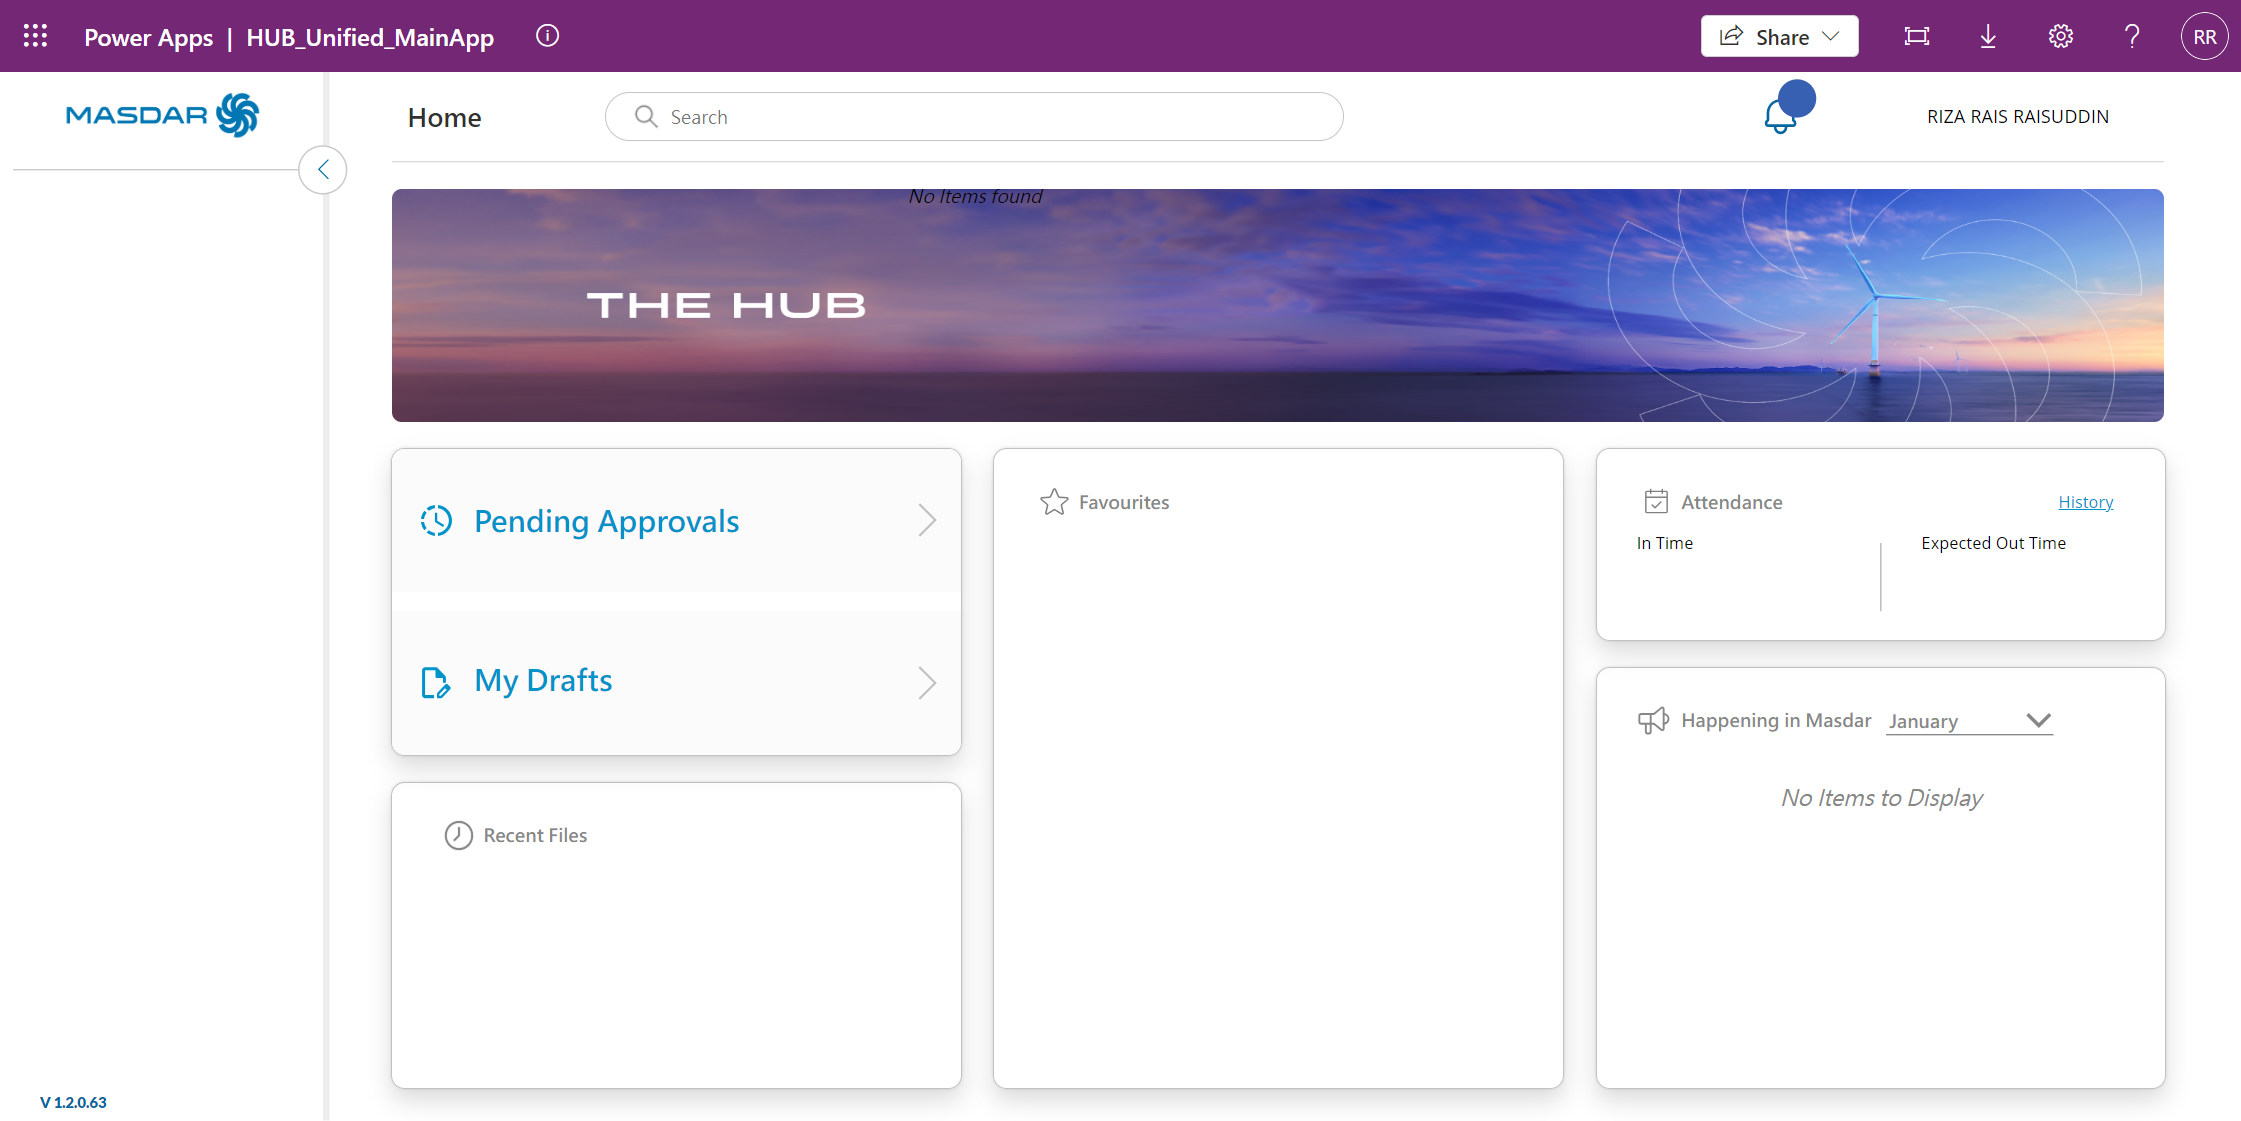 Power Apps | HUB_Unified_MainApp
Share
RR
MASDAR
Home
Search
RIZA RAIS RAISUDDIN
No Items found
THE HUB
Pending Approvals
My Drafts
Recent Files
Favourites
Attendance
History
In Time
Expected Out Time
Happening in Masdar
January
No Items to Display
V 1.2.0.63